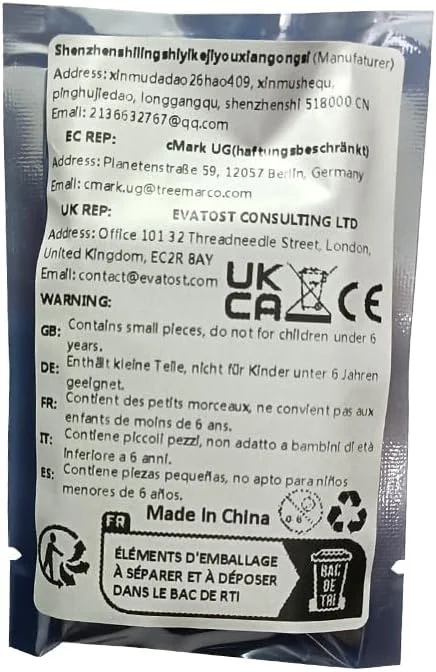 Shenzhenshilingshiyikejiyouxiangongsi (Manufaturer)
Address: xinmudadao26hao409, xinmushequ,
pinghujiedao, longgangqu, shenzhenshi 518000 CN
Email: 2136632767@qq.com
EC REP: cMark UG(haftungsbeschränkt)
Address: Planetenstraße 59, 12057 Berlin, Germany
Email: cmark.ug@treemarco.com
UK REP: EVATOST CONSULTING LTD
Address: Office 101 32 Threadneedle Street, London,
United Kingdom, EC2R 8AY
Email: contact@evatost.com
UK
CA CE
WARNING:
GB: Contains small pieces, do not for children under 6
years.
DE: Enthält kleine Teile, nicht für Kinder unter 6 Jahren
geeignet.
FR: Contient des petits morceaux, ne convient pas aux
enfants de moins de 6 ans.
IT: Contiene piccoli pezzi, non adatto a bambini di età
inferiore a 6 anni.
ES: Contiene piezas pequeñas, no apto para niños
menores de 6 años.
Made In China
FR
ÉLÉMENTS D'EMBALLAGE
À SÉPARER ET À DÉPOSER
DANS LE BAC DE RTI
BAC
DE
TRI